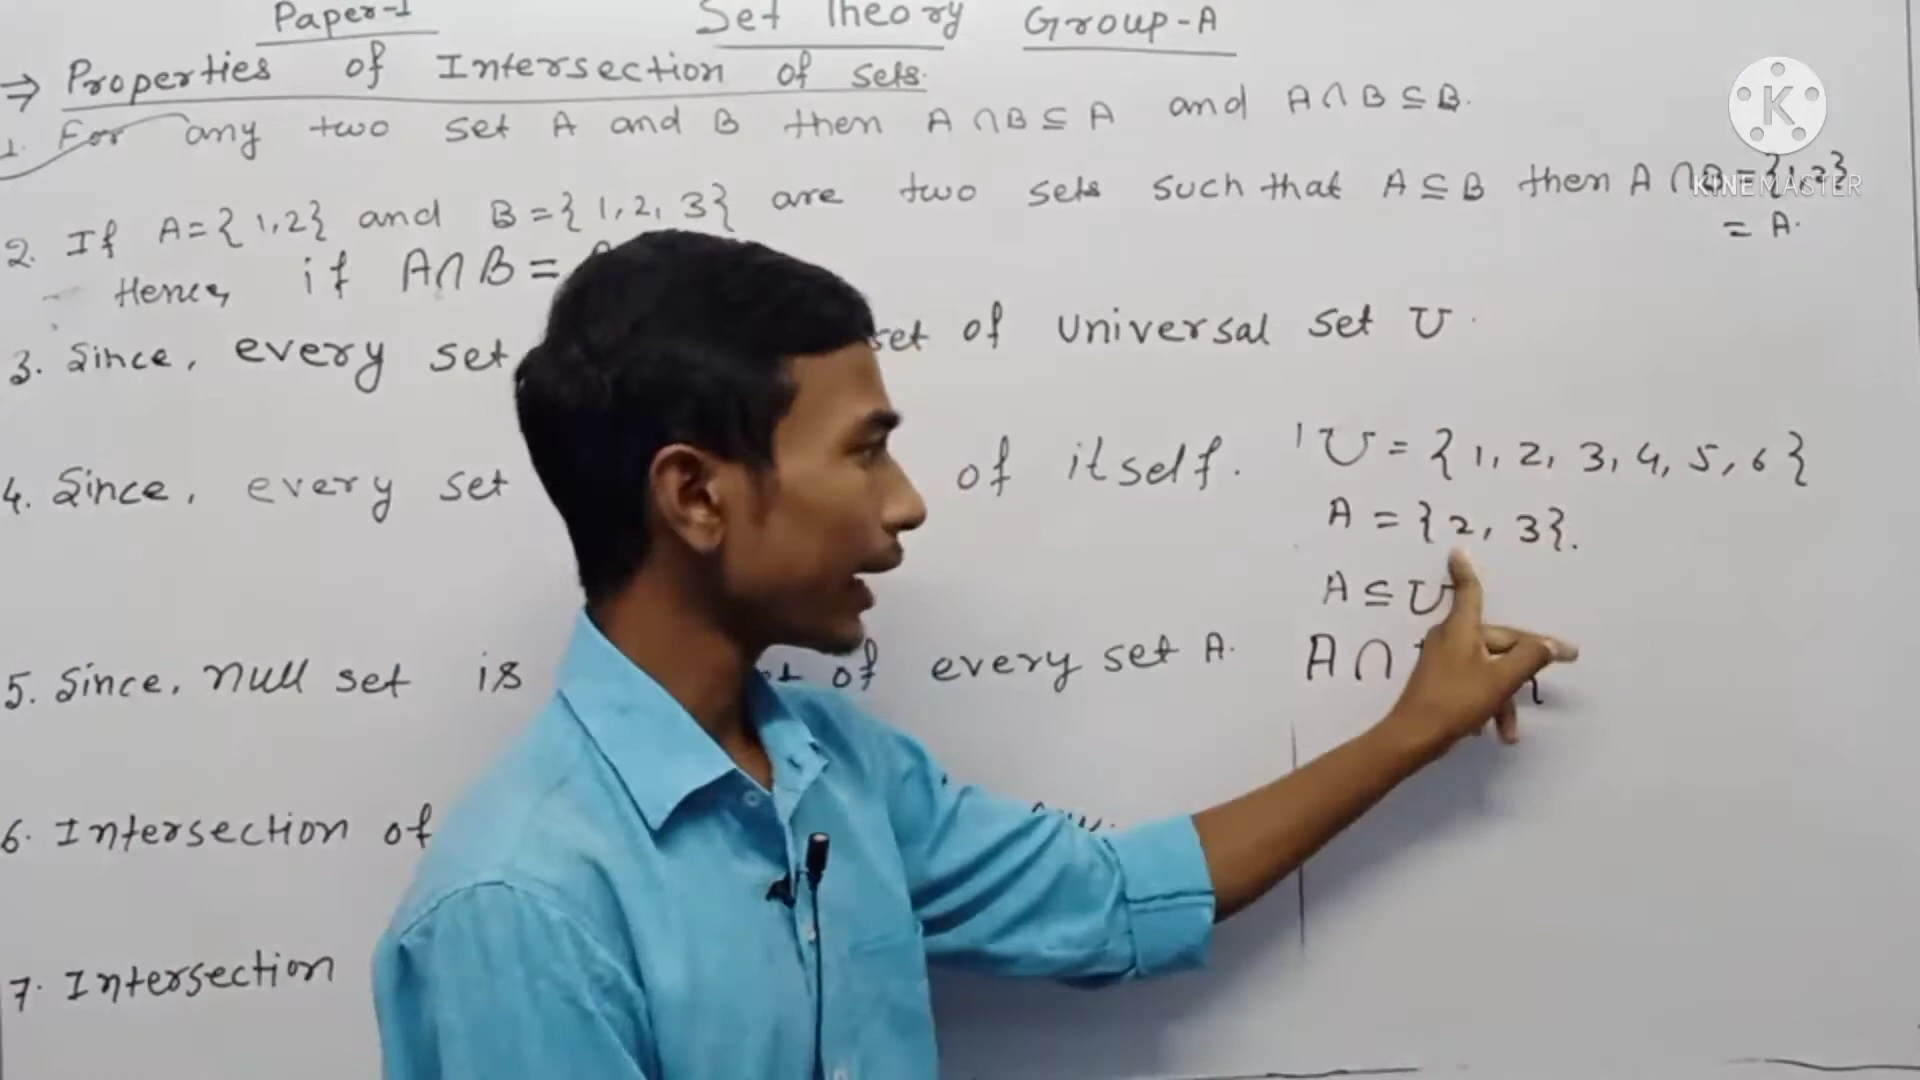 Paper-I Set Theory Group-A
⇒ Properties of Intersection of sets.
1. For any two set A and B then A∩B⊆A and A∩B⊆B.
2. If A={1,2} and B={1,2,3} are two sets such that A⊆B then A∩B={1,2}
= A.
Hence, if A∩B=
3. Since, every set of universal set U.
4. Since, every set of itself.
U={1,2,3,4,5,6}
A={2,3}.
A⊆U
A∩
5. Since, null set is of every set A.
6. Intersection of
7. Intersection
K
KINEMASTER